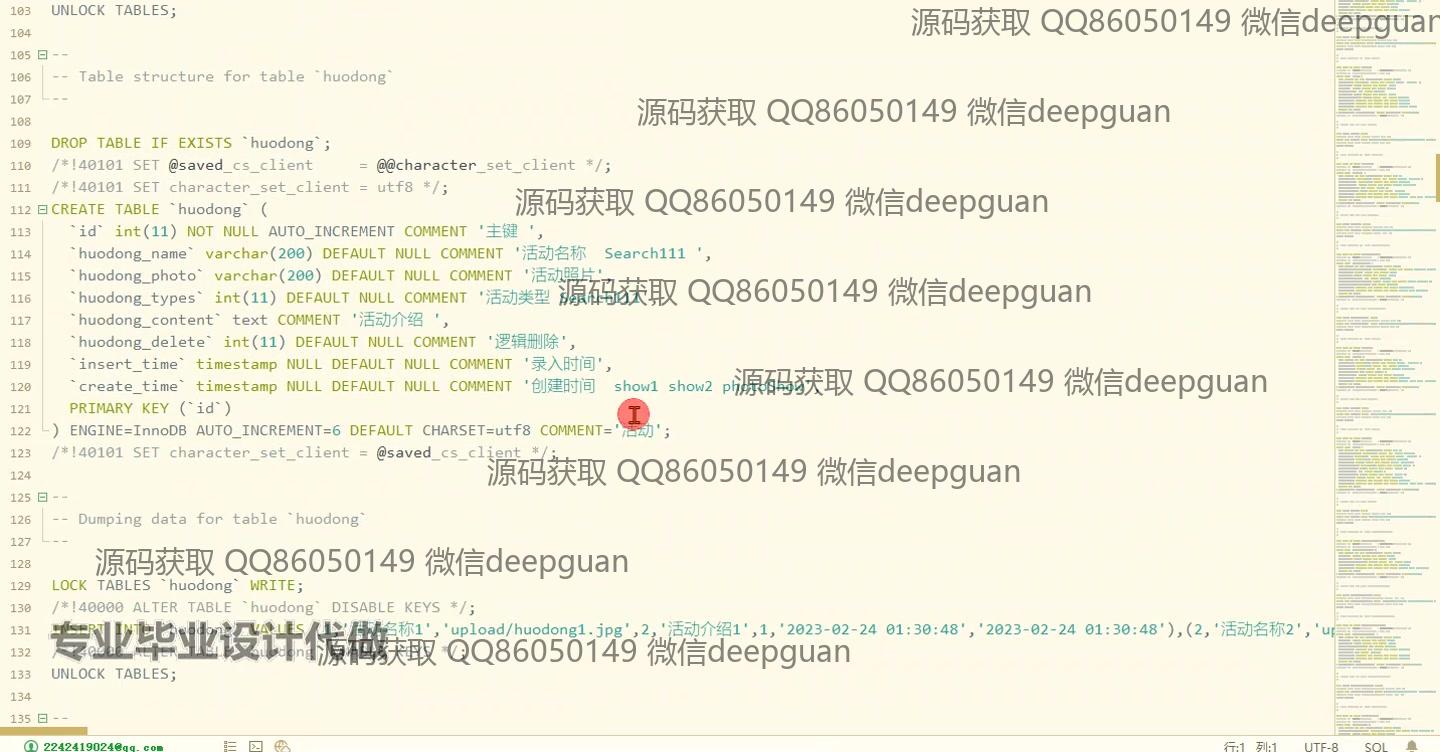 103 UNLOCK TABLES;
源码获取 QQ86050149 微信deepguan
104
105 --
106 -- Table structure for table `huodong`
107 --
源码获取 QQ86050149 微信deepguan
108
109 DROP TABLE IF EXISTS `huodong`;
110 /*!40101 SET @saved_cs_client     = @@character_set_client */;
111 /*!40101 SET character_set_client = utf8 */;
源码获取 QQ86050149 微信deepguan
112 CREATE TABLE `huodong` (
113 `id` int(11) NOT NULL AUTO_INCREMENT COMMENT '主键 ',
114 `huodong_name` varchar(200) DEFAULT NULL COMMENT '活动名称  Search111  ',
115 `huodong_photo` varchar(200) DEFAULT NULL COMMENT '活动照片',
源码获取 QQ86050149 微信deepguan
116 `huodong_types` int(11) DEFAULT NULL COMMENT '活动类型
117 `huodong_content` text COMMENT '活动介绍 ',
118 `huodong_delete` int(11) DEFAULT NULL COMMENT '逻辑删除',
119 `insert_time` timestamp NULL DEFAULT NULL COMMENT '录入时间',
120 `create_time` timestamp NULL DEFAULT NULL COMMENT '创建时间  show1 show2 photoShow
源码获取 QQ86050149 微信deepguan
121 PRIMARY KEY (`id`)
122 ) ENGINE=InnoDB AUTO_INCREMENT=6 DEFAULT CHARSET=utf8 COMMENT='活动';
123 /*!40101 SET character_set_client = @saved_cs_client */;
源码获取 QQ86050149 微信deepguan
124
125 --
126 -- Dumping data for table `huodong`
127 --
源码获取 QQ86050149 微信deepguan
128
129 LOCK TABLES `huodong` WRITE;
130 /*!40000 ALTER TABLE `huodong` DISABLE KEYS */;
131 INSERT INTO VALUES 活动名称1','upload/huodong1.jpg', '活动介绍1',1,'2023-02-24 01:30:48','2023-02-24 01:30:48'),(2,'活动名称2','up
专业毕业设计代做
源码获取 QQ86050149 微信deepguan
132
133 UNLOCK TABLES;
134
135 --
2242419024@qq.com
行:1 列:1 UTF-8 SQL